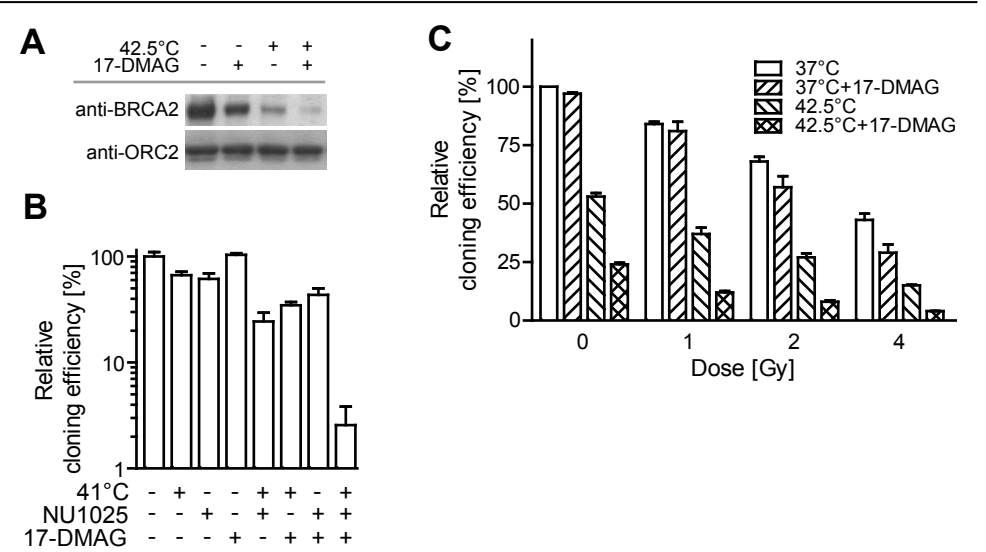 A
42.5°C - - + +
17-DMAG - + - +
anti-BRCA2
anti-ORC2
B
Relative
cloning efficiency [%]
100
10
1
41°C - + - - + + - +
NU1025 - - + - + - + +
17-DMAG - - - + - + + +
C
Relative
cloning efficiency [%]
100
75
50
25
0
0 1 2 4
Dose [Gy]
37°C
37°C+17-DMAG
42.5°C
42.5°C+17-DMAG